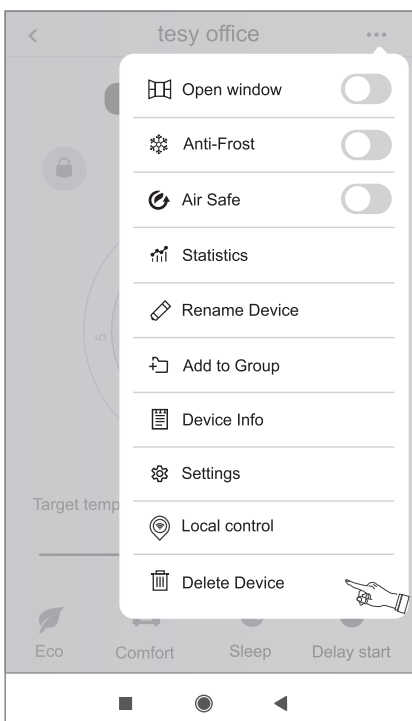 tesy office
Open window
Anti-Frost
Air Safe
Statistics
Rename Device
Add to Group
Device Info
Settings
Local control
Delete Device
5
Target temp
Eco Comfort Sleep Delay start